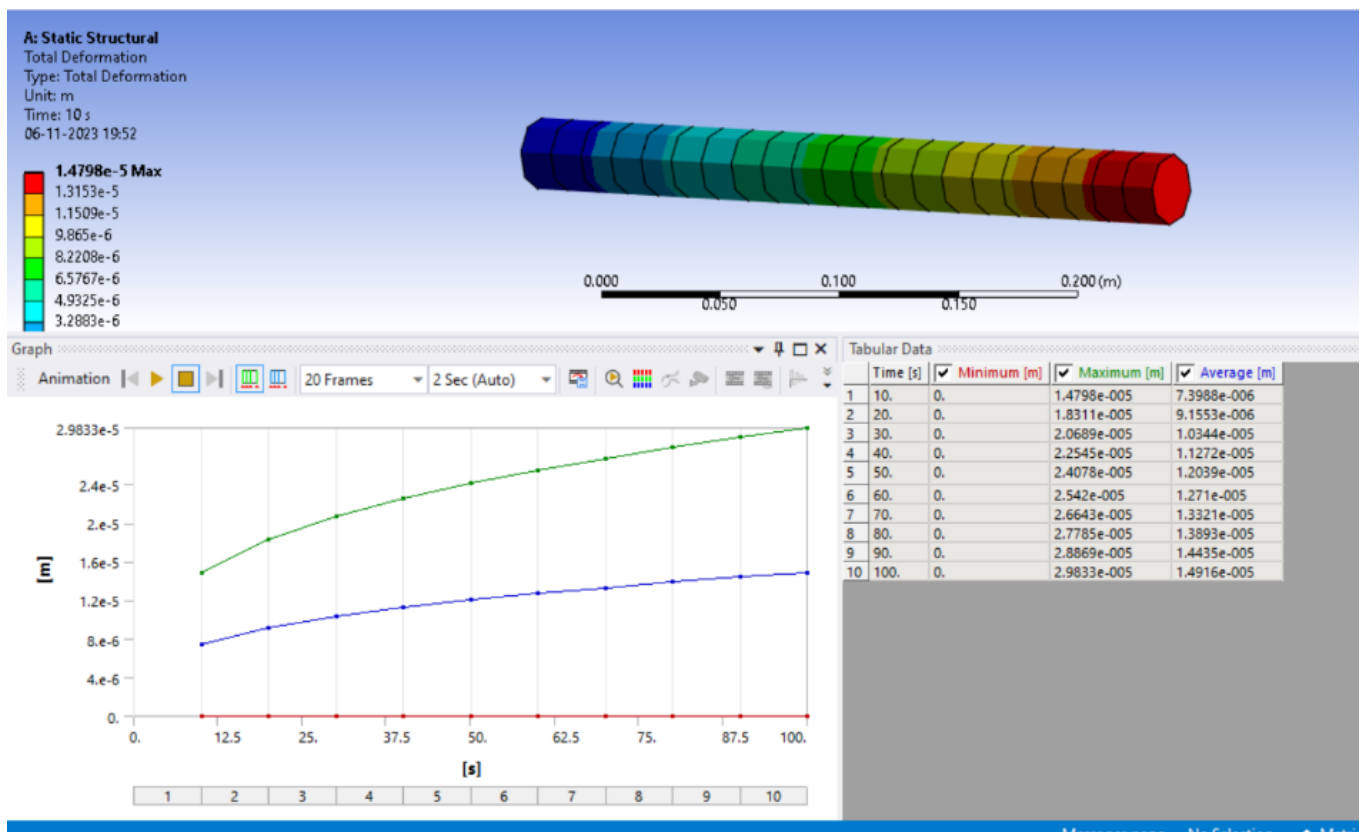 A: Static Structural
Total Deformation
Type: Total Deformation
Unit: m
Time: 10 s
06-11-2023 19:52
1.4798e-5 Max
1.3153e-5
1.1509e-5
9.865e-6
8.2208e-6
6.5767e-6
4.9325e-6
3.2883e-6
0.000 0.100 0.200 (m)
0.050 0.150
Graph
Animation 20 Frames 2 Sec (Auto)
2.9833e-5
2.4e-5
2.e-5
1.6e-5
1.2e-5
8.e-6
4.e-6
0.
[m]
0. 12.5 25. 37.5 50. 62.5 75. 87.5 100.
[s]
1 2 3 4 5 6 7 8 9 10
Tabular Data
Time [s] Minimum [m] Maximum [m] Average [m]
1 10. 0. 1.4798e-005 7.3988e-006
2 20. 0. 1.8311e-005 9.1553e-006
3 30. 0. 2.0689e-005 1.0344e-005
4 40. 0. 2.2545e-005 1.1272e-005
5 50. 0. 2.4078e-005 1.2039e-005
6 60. 0. 2.542e-005 1.271e-005
7 70. 0. 2.6643e-005 1.3321e-005
8 80. 0. 2.7785e-005 1.3893e-005
9 90. 0. 2.8869e-005 1.4435e-005
10 100. 0. 2.9833e-005 1.4916e-005